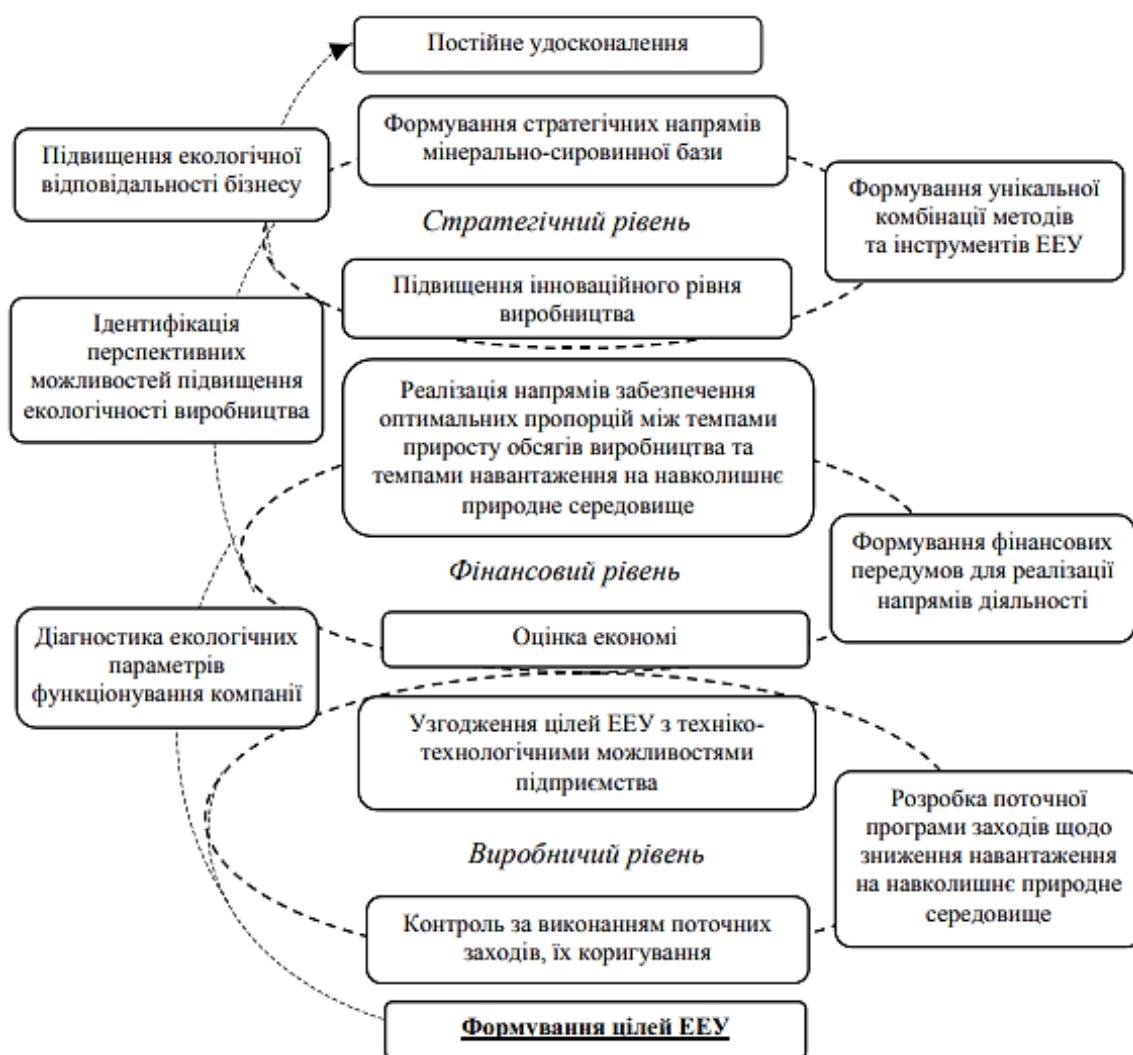 Постійне удосконалення
Формування стратегічних напрямів
мінерально-сировинної бази
Підвищення екологічної
відповідальності бізнесу
Формування унікальної
комбінації методів
та інструментів ЕЕУ
Стратегічний рівень
Підвищення інноваційного рівня
виробництва
Ідентифікація
перспективних
можливостей підвищення
екологічності виробництва
Реалізація напрямів забезпечення
оптимальних пропорцій між темпами
приросту обсягів виробництва та
темпами навантаження на навколишнє
природне середовище
Формування фінансових
передумов для реалізації
напрямів діяльності
Фінансовий рівень
Діагностика екологічних
параметрів
функціонування компанії
Оцінка економі
Узгодження цілей ЕЕУ з техніко-
технологічними можливостями
підприємства
Розробка поточної
програми заходів щодо
зниження навантаження
на навколишнє природне
середовище
Виробничий рівень
Контроль за виконанням поточних
заходів, їх коригування
Формування цілей ЕЕУ